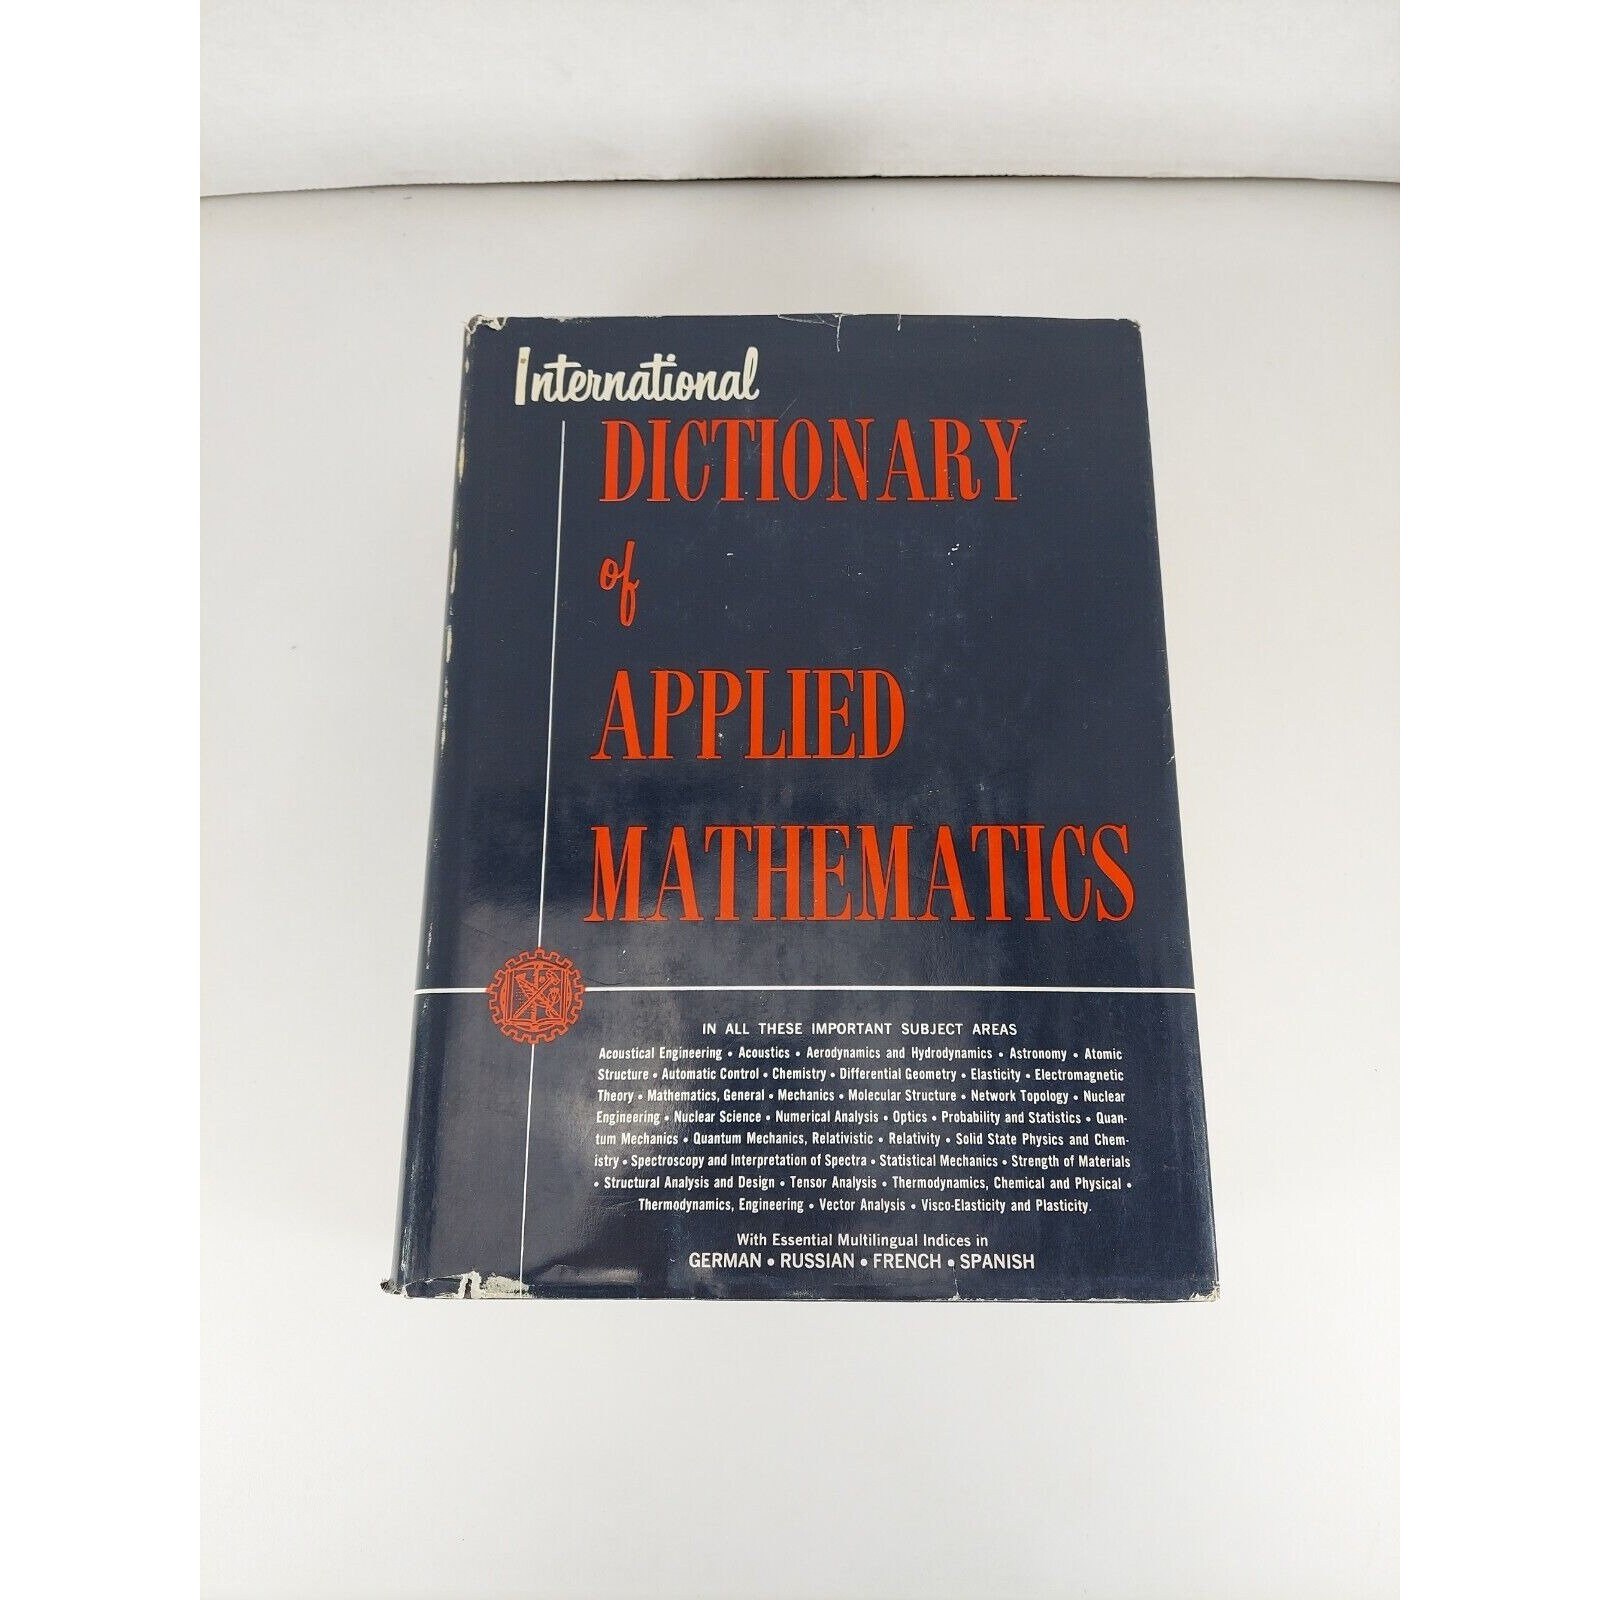 International
DICTIONARY
of
APPLIED
MATHEMATICS
IN ALL THESE IMPORTANT SUBJECT AREAS
Acoustical Engineering • Acoustics • Aerodynamics and Hydrodynamics • Astronomy • Atomic
Structure • Automatic Control • Chemistry • Differential Geometry • Elasticity • Electromagnetic
Theory • Mathematics, General • Mechanics • Molecular Structure • Network Topology • Nuclear
Engineering • Nuclear Science • Numerical Analysis • Optics • Probability and Statistics • Quan-
tum Mechanics • Quantum Mechanics, Relativistic • Relativity • Solid State Physics and Chem-
istry • Spectroscopy and Interpretation of Spectra • Statistical Mechanics • Strength of Materials
• Structural Analysis and Design • Tensor Analysis • Thermodynamics, Chemical and Physical •
Thermodynamics, Engineering • Vector Analysis • Visco-Elasticity and Plasticity.
With Essential Multilingual Indices in
GERMAN • RUSSIAN • FRENCH • SPANISH